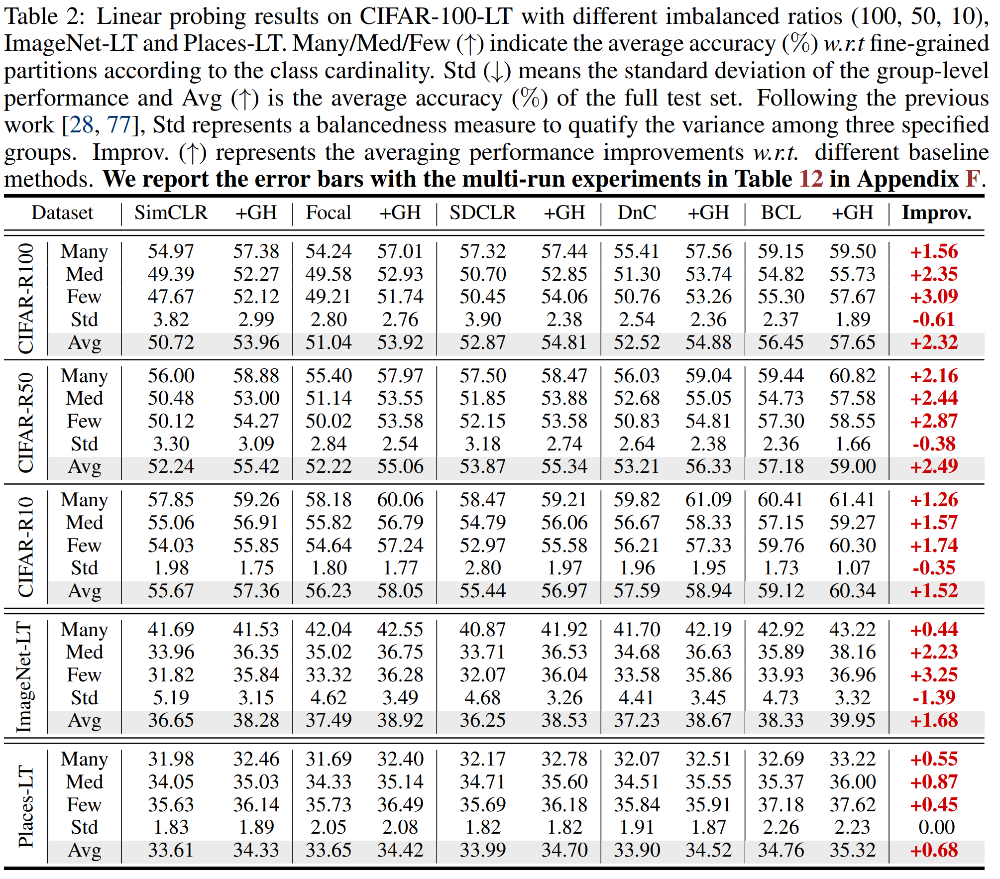 Table 2: Linear probing results on CIFAR-100-LT with different imbalanced ratios (100, 50, 10),
ImageNet-LT and Places-LT. Many/Med/Few (↑) indicate the average accuracy (%) w.r.t fine-grained
partitions according to the class cardinality. Std (↓) means the standard deviation of the group-level
performance and Avg (↑) is the average accuracy (%) of the full test set. Following the previous
work [28, 77], Std represents a balancedness measure to quatify the variance among three specified
groups. Improv. (↑) represents the averaging performance improvements w.r.t. different baseline
methods. We report the error bars with the multi-run experiments in Table 12 in Appendix F.
Dataset SimCLR +GH Focal +GH SDCLR +GH DnC +GH BCL +GH Improv.
CIFAR-R100
Many 54.97 57.38 54.24 57.01 57.32 57.44 55.41 57.56 59.15 59.50 +1.56
Med 49.39 52.27 49.58 52.93 50.70 52.85 51.30 53.74 54.82 55.73 +2.35
Few 47.67 52.12 49.21 51.74 50.45 54.06 50.76 53.26 55.30 57.67 +3.09
Std 3.82 2.99 2.80 2.76 3.90 2.38 2.54 2.36 2.37 1.89 -0.61
Avg 50.72 53.96 51.04 53.92 52.87 54.81 52.52 54.88 56.45 57.65 +2.32
CIFAR-R50
Many 56.00 58.88 55.40 57.97 57.50 58.47 56.03 59.04 59.44 60.82 +2.16
Med 50.48 53.00 51.14 53.55 51.85 53.88 52.68 55.05 54.73 57.58 +2.44
Few 50.12 54.27 50.02 53.58 52.15 53.58 50.83 54.81 57.30 58.55 +2.87
Std 3.30 3.09 2.84 2.54 3.18 2.74 2.64 2.38 2.36 1.66 -0.38
Avg 52.24 55.42 52.22 55.06 53.87 55.34 53.21 56.33 57.18 59.00 +2.49
CIFAR-R10
Many 57.85 59.26 58.18 60.06 58.47 59.21 59.82 61.09 60.41 61.41 +1.26
Med 55.06 56.91 55.82 56.79 54.79 56.06 56.67 58.33 57.15 59.27 +1.57
Few 54.03 55.85 54.64 57.24 52.97 55.58 56.21 57.33 59.76 60.30 +1.74
Std 1.98 1.75 1.80 1.77 2.80 1.97 1.96 1.95 1.73 1.07 -0.35
Avg 55.67 57.36 56.23 58.05 55.44 56.97 57.59 58.94 59.12 60.34 +1.52
ImageNet-LT
Many 41.69 41.53 42.04 42.55 40.87 41.92 41.70 42.19 42.92 43.22 +0.44
Med 33.96 36.35 35.02 36.75 33.71 36.53 34.68 36.63 35.89 38.16 +2.23
Few 31.82 35.84 33.32 36.28 32.07 36.04 33.58 35.86 33.93 36.96 +3.25
Std 5.19 3.15 4.62 3.49 4.68 3.26 4.41 3.45 4.73 3.32 -1.39
Avg 36.65 38.28 37.49 38.92 36.25 38.53 37.23 38.67 38.33 39.95 +1.68
Places-LT
Many 31.98 32.46 31.69 32.40 32.17 32.78 32.07 32.51 32.69 33.22 +0.55
Med 34.05 35.03 34.33 35.14 34.71 35.60 34.51 35.55 35.37 36.00 +0.87
Few 35.63 36.14 35.73 36.49 35.69 36.18 35.84 35.91 37.18 37.62 +0.45
Std 1.83 1.89 2.05 2.08 1.82 1.82 1.91 1.87 2.26 2.23 0.00
Avg 33.61 34.33 33.65 34.42 33.99 34.70 33.90 34.52 34.76 35.32 +0.68